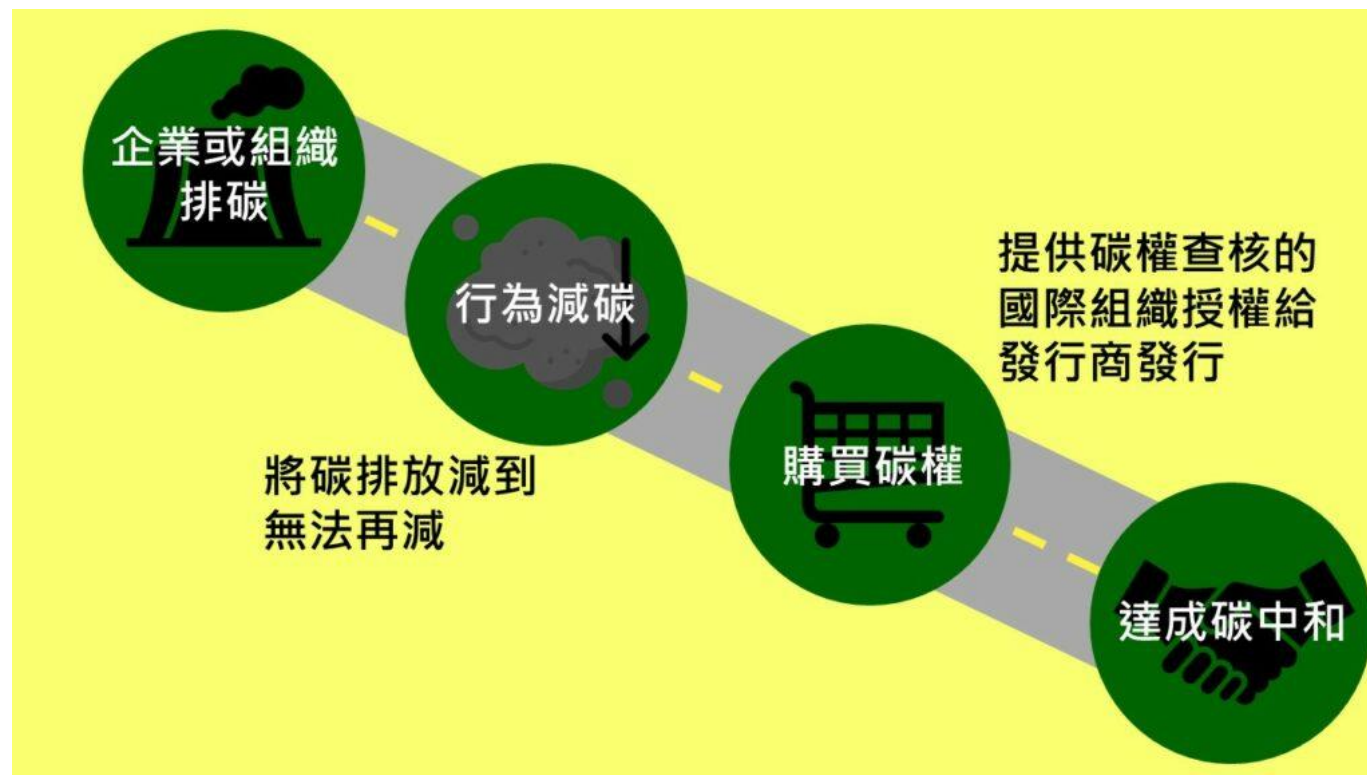 企業或組織
排碳
行為減碳
將碳排放減到
無法再減
提供碳權查核的
國際組織授權給
發行商發行
購買碳權
達成碳中和